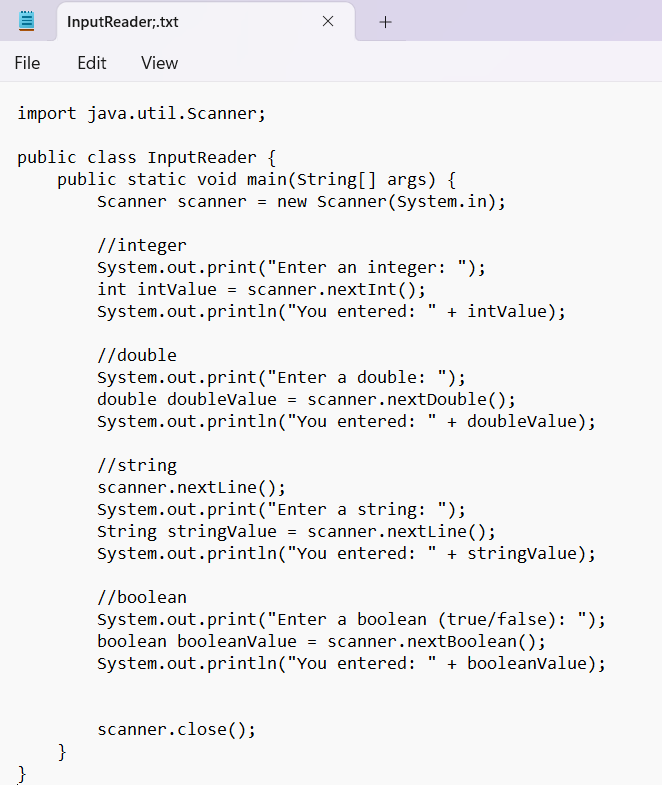 InputReader;.txt
File Edit View
import java.util.Scanner;
public class InputReader {
    public static void main(String[] args) {
        Scanner scanner = new Scanner(System.in);
        //integer
        System.out.print("Enter an integer: ");
        int intValue = scanner.nextInt();
        System.out.println("You entered: " + intValue);
        //double
        System.out.print("Enter a double: ");
        double doubleValue = scanner.nextDouble();
        System.out.println("You entered: " + doubleValue);
        //string
        scanner.nextLine();
        System.out.print("Enter a string: ");
        String stringValue = scanner.nextLine();
        System.out.println("You entered: " + stringValue);
        //boolean
        System.out.print("Enter a boolean (true/false): ");
        boolean booleanValue = scanner.nextBoolean();
        System.out.println("You entered: " + booleanValue);
        scanner.close();
    }
}